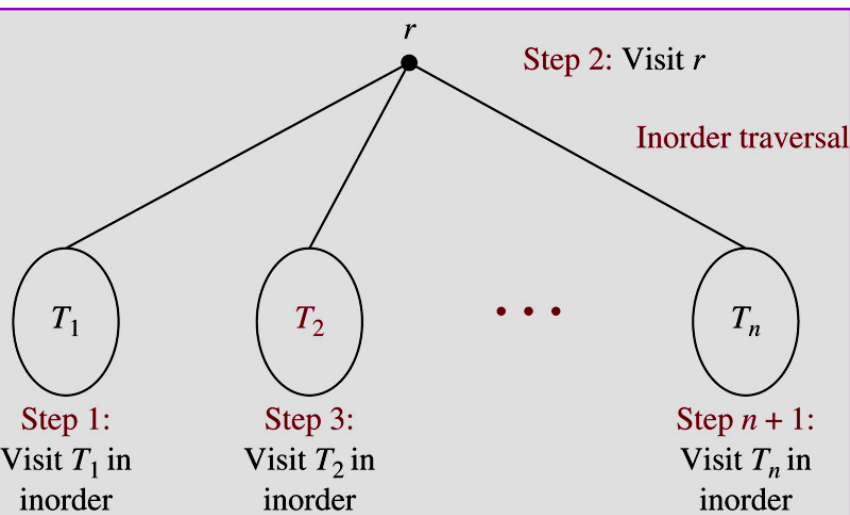 r
Step 2: Visit r
Inorder traversal
T₁
T₂
• • •
Tₙ
Step 1:
Visit T₁ in
inorder
Step 3:
Visit T₂ in
inorder
Step n + 1:
Visit Tₙ in
inorder